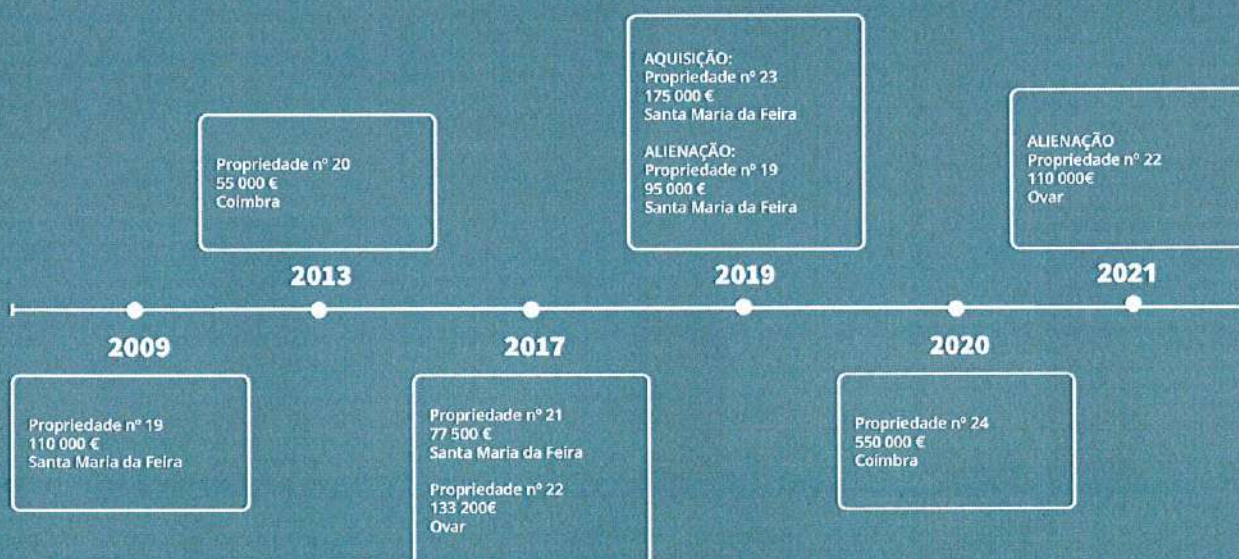 AQUISIÇÃO:
Propriedade nº 23
175 000 €
Santa Maria da Feira
ALIENAÇÃO:
Propriedade nº 19
95 000 €
Santa Maria da Feira
ALIENAÇÃO
Propriedade nº 22
110 000€
Ovar
Propriedade nº 20
55 000 €
Coimbra
2013
2019
2021
2009
2017
2020
Propriedade nº 19
110 000 €
Santa Maria da Feira
Propriedade nº 21
77 500 €
Santa Maria da Feira
Propriedade nº 22
133 200€
Ovar
Propriedade nº 24
550 000 €
Coimbra